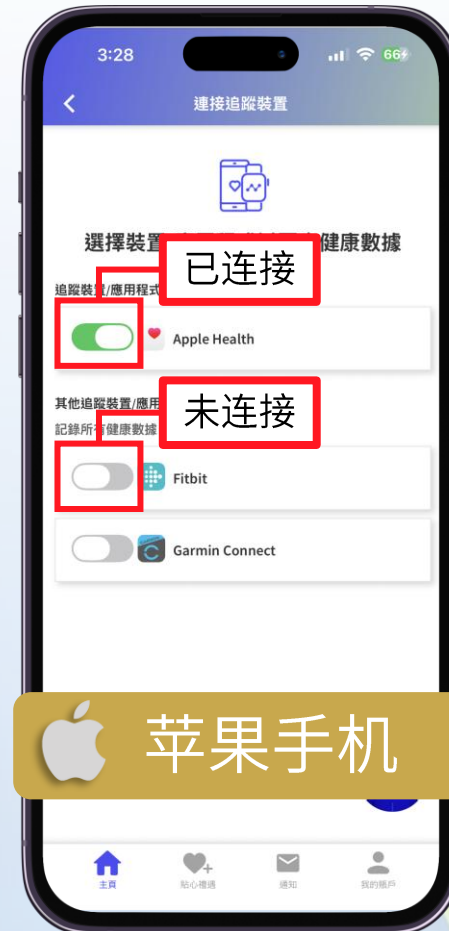 3:28
66
連接追蹤裝置
選擇裝置
健康數據
已连接
追蹤裝
/應用程式
Apple Health
其他追蹤裝置/應用
未连接
記錄所有健康數據
Fitbit
Garmin Connect
苹果手机
主頁
貼心禮遇
通知
我的賬戶